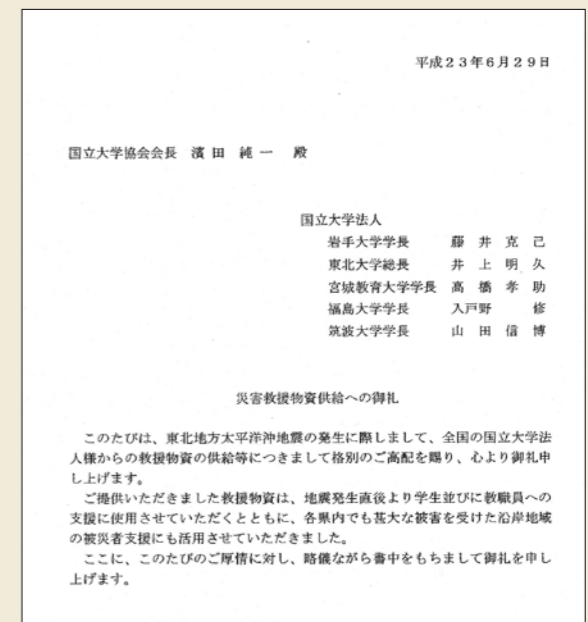 平成23年6月29日
国立大学協会会長 濱田 純一 殿
国立大学法人
岩手大学学長 藤井克己
東北大学総長 井上明久
宮城教育大学学長 高橋孝助
福島大学学長 入戸野 修
筑波大学学長 山田信博
災害救援物資供給への御礼
このたびは、東北地方太平洋沖地震の発生に際しまして、全国の国立大学法
人様からの救援物資の供給等につきまして格別のご高配を賜り、心より御礼申
し上げます。
ご提供いただきました救援物資は、地震発生直後より学生並びに教職員への
支援に使用させていただくとともに、各県内でも甚大な被害を受けた沿岸地域
の被災者支援にも活用させていただきました。
ここに、このたびのご厚情に対し、略儀ながら書中をもちまして御礼を申し
上げます。